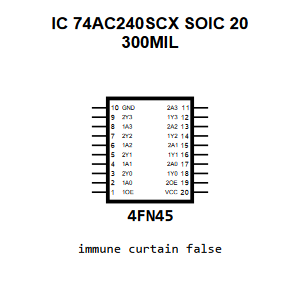 IC 74AC240SCX SOIC 20
300MIL
10 GND 2A3 11
9 2Y3 1Y3 12
8 1A3 2A2 13
7 2Y2 1Y2 14
6 1A2 2A1 15
5 2Y1 1Y1 16
4 1A1 2A0 17
3 2Y0 1Y0 18
2 1A0 2OE 19
1 1OE VCC 20
4FN45
immune curtain false